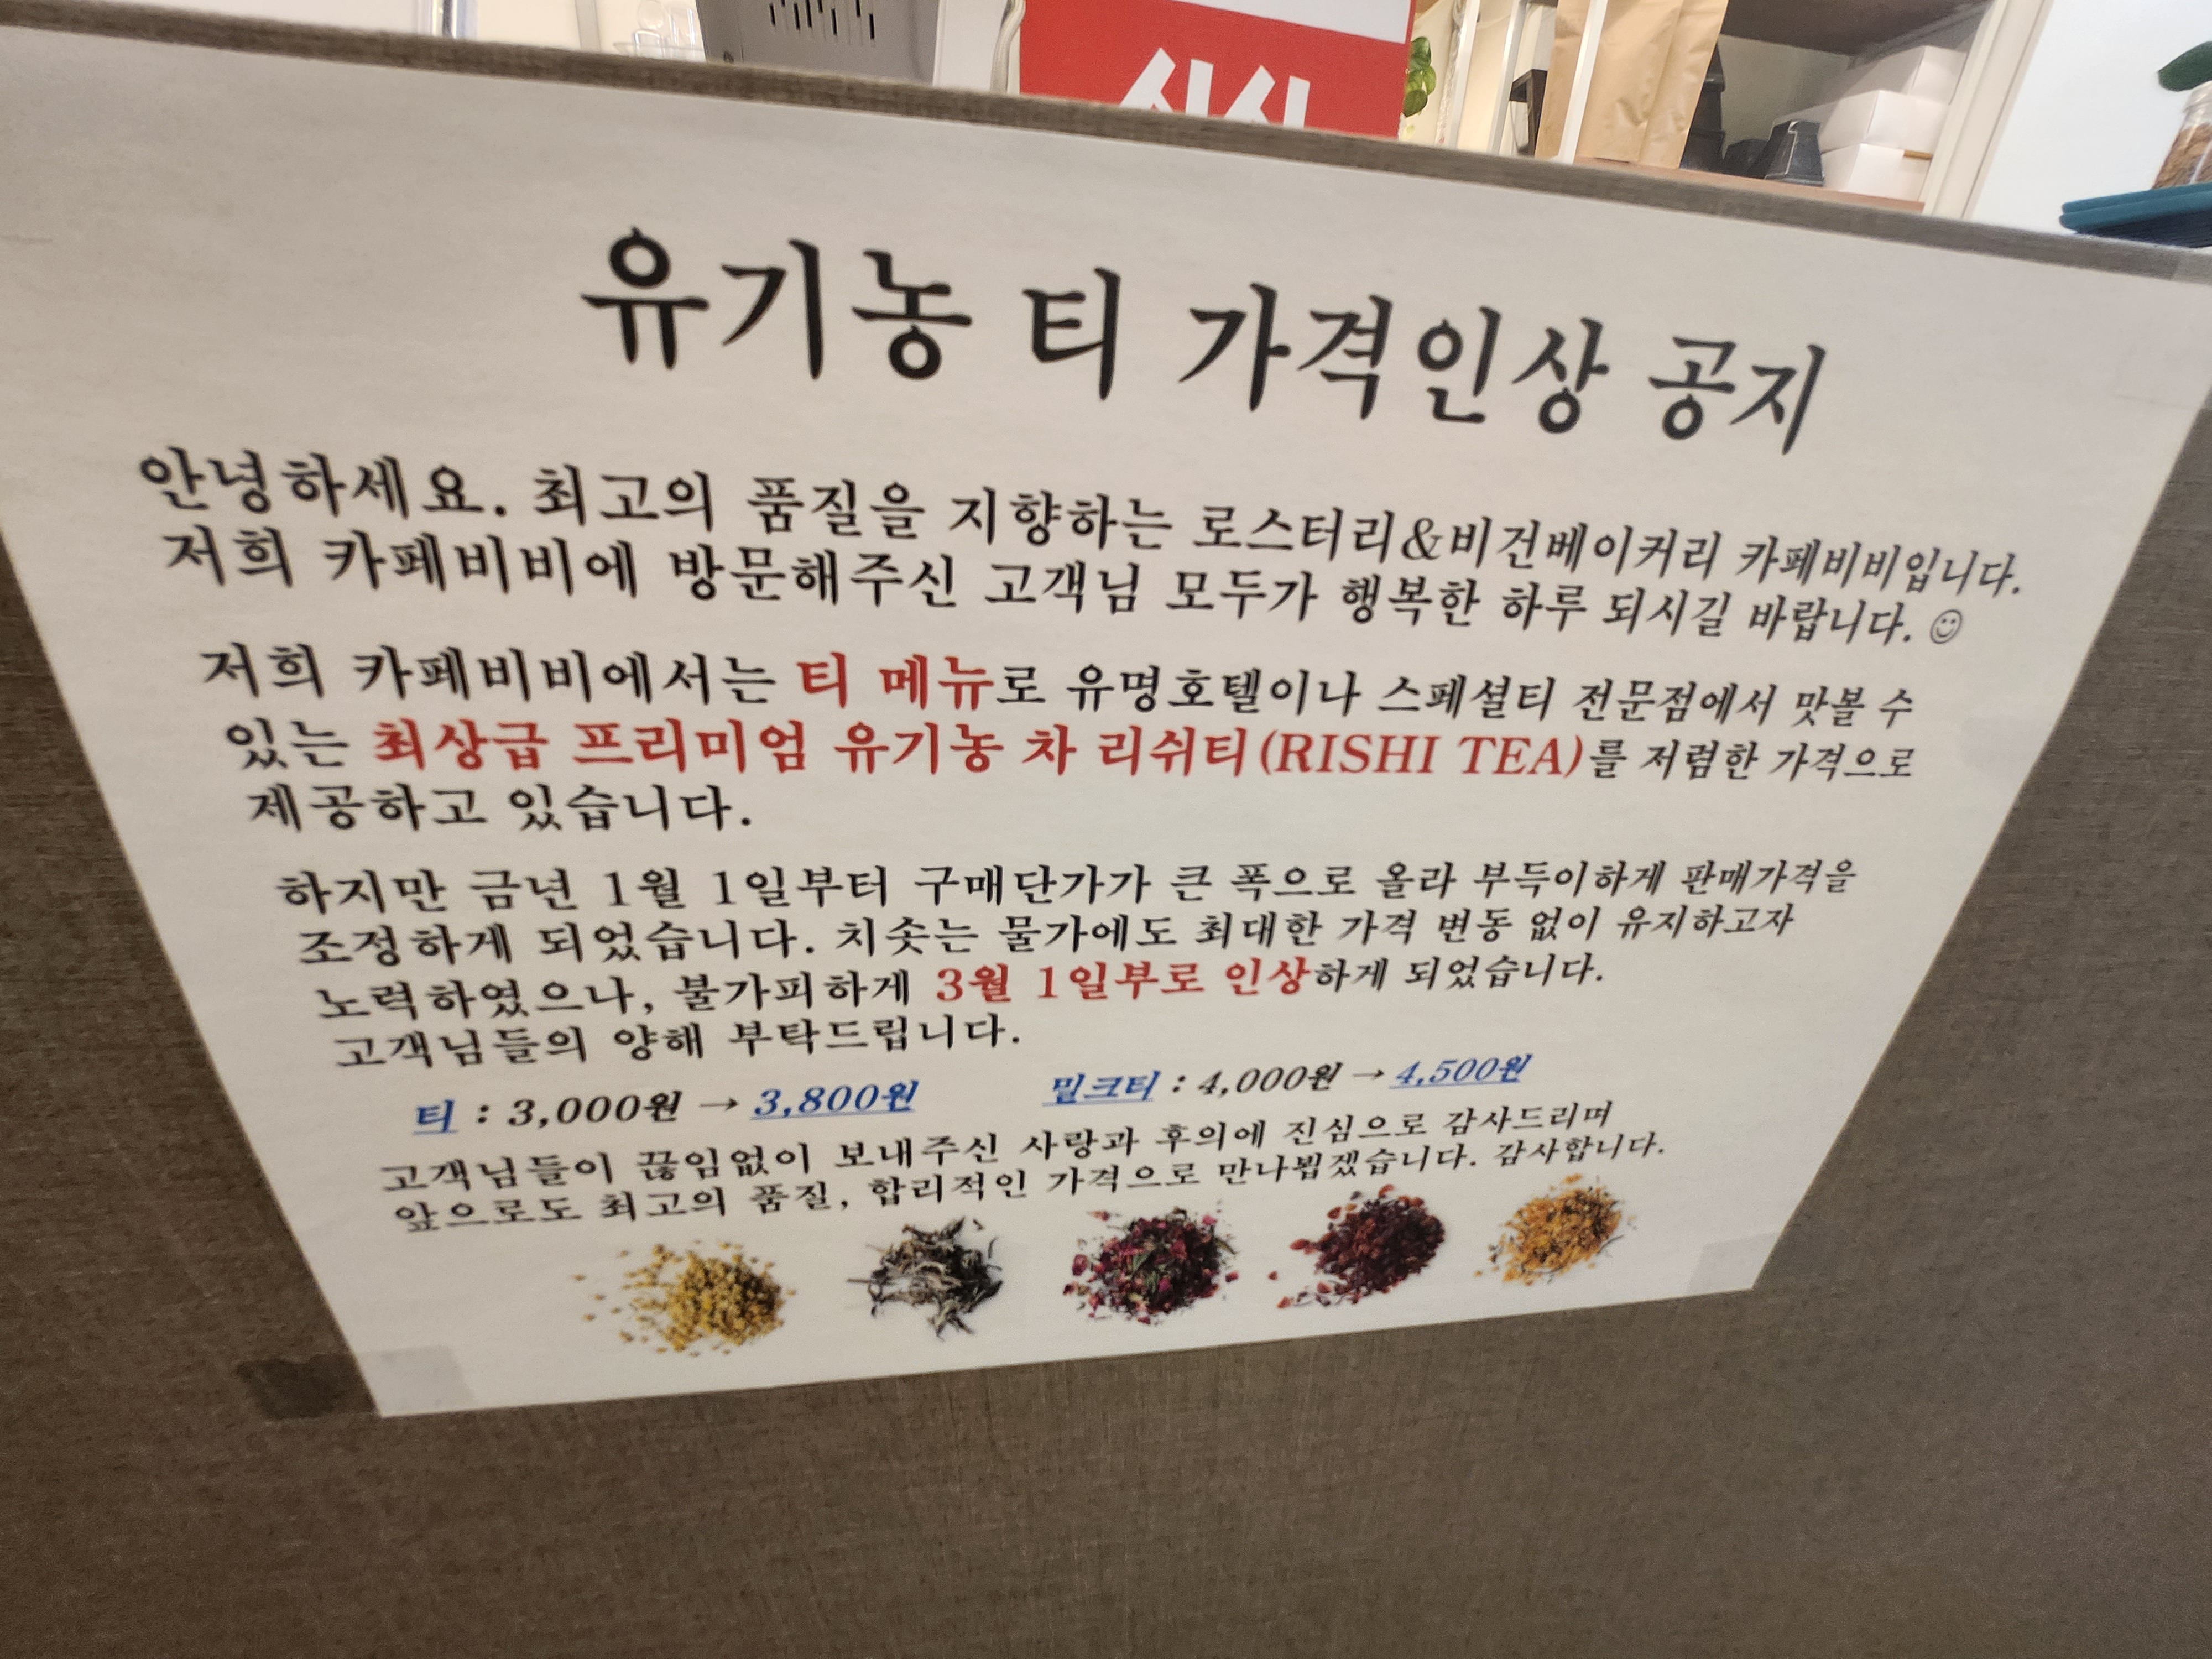 유기농 티 가격인상 공지
안녕하세요. 최고의 품질을 지향하는 로스터리&비건베이커리 카페비비입니다.
저희 카페비비에 방문해주신 고객님 모두가 행복한 하루 되시길 바랍니다. ☺
저희 카페비비에서는 티 메뉴로 유명호텔이나 스페셜티 전문점에서 맛볼 수
있는 최상급 프리미엄 유기농 차 리쉬티(RISHI TEA)를 저렴한 가격으로
제공하고 있습니다.
하지만 금년 1월 1일부터 구매단가가 큰 폭으로 올라 부득이하게 판매가격을
조정하게 되었습니다. 치솟는 물가에도 최대한 가격 변동 없이 유지하고자
노력하였으나, 불가피하게 3월 1일부로 인상하게 되었습니다.
고객님들의 양해 부탁드립니다.
티 : 3,000원 → 3,800원 밀크티 : 4,000원 → 4,500원
고객님들이 끊임없이 보내주신 사랑과 후의에 진심으로 감사드리며
앞으로도 최고의 품질, 합리적인 가격으로 만나뵙겠습니다. 감사합니다.